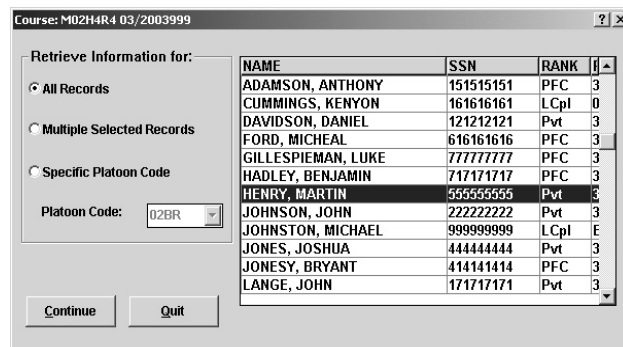 Course: M02H4R4 03/2003999
Retrieve Information for:
All Records
Multiple Selected Records
Specific Platoon Code
Platoon Code: 02BR
Continue Quit
NAME SSN RANK
ADAMSON, ANTHONY 151515151 PFC 3
CUMMINGS, KENYON 161616161 LCpl 0
DAVIDSON, DANIEL 121212121 Pvt 3
FORD, MICHEAL 616161616 PFC 3
GILLESPIEMAN, LUKE 777777777 PFC 3
HADLEY, BENJAMIN 717171717 PFC 3
HENRY, MARTIN 555555555 Pvt 3
JOHNSON, JOHN 222222222 Pvt 3
JOHNSTON, MICHAEL 999999999 LCpl E
JONES, JOSHUA 444444444 Pvt 3
JONESY, BRYANT 414141414 PFC 3
LANGE, JOHN 171717171 Pvt 3